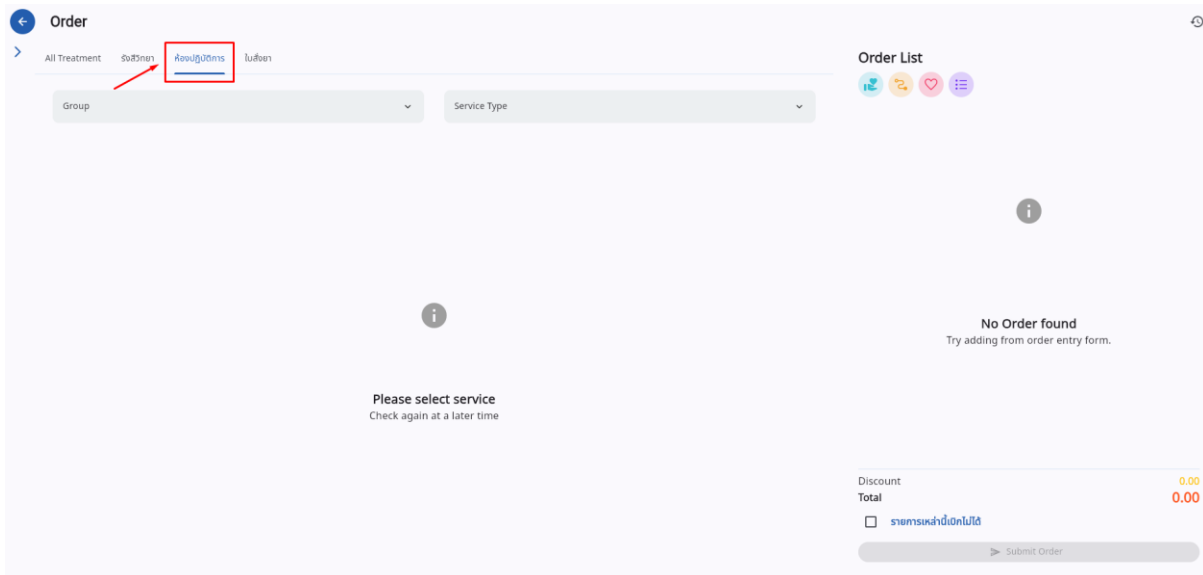 Order
All Treatment
รังสีวิทยา
ห้องปฏิบัติการ
ใบสั่งยา
Group
Service Type
Please select service
Check again at a later time
Order List
No Order found
Try adding from order entry form.
Discount 0.00
Total 0.00
รายการเหล่านี้เบิกไม่ได้
Submit Order